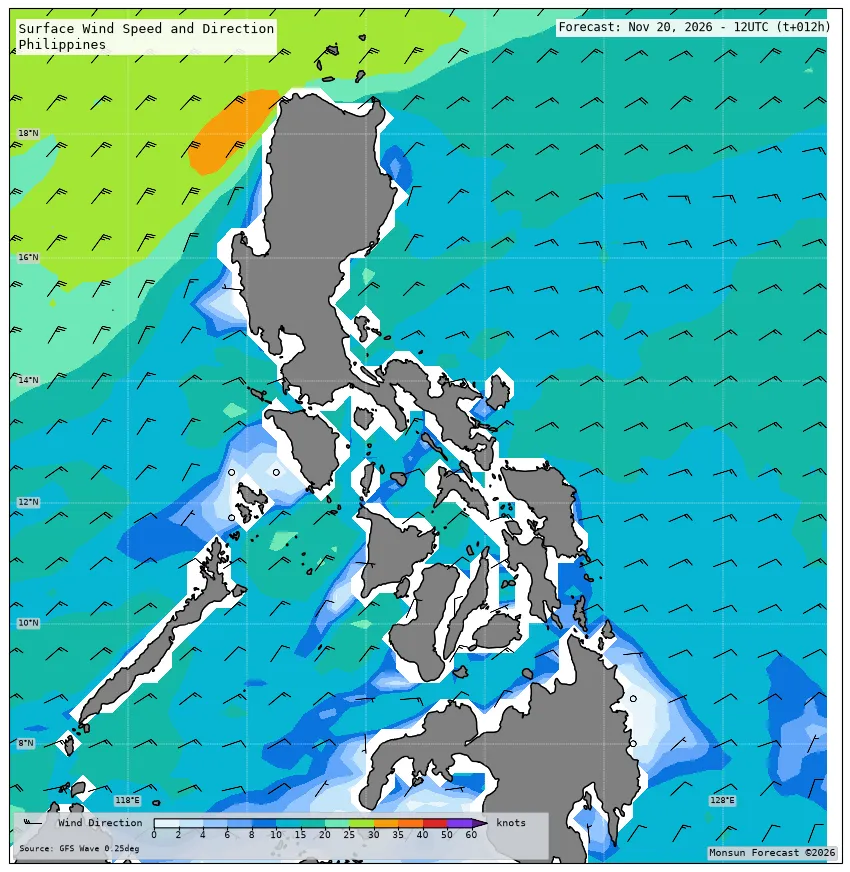 Surface Wind Speed and Direction
Philippines
Forecast: Nov 20, 2026 - 12UTC (t+012h)
18°N
16°N
14°N
12°N
10°N
8°N
118°E
128°E
Wind Direction
0 2 4 6 8 10 15 20 25 30 35 40 50 60
knots
Source: GFS Wave 0.25deg
Monsun Forecast ©2026